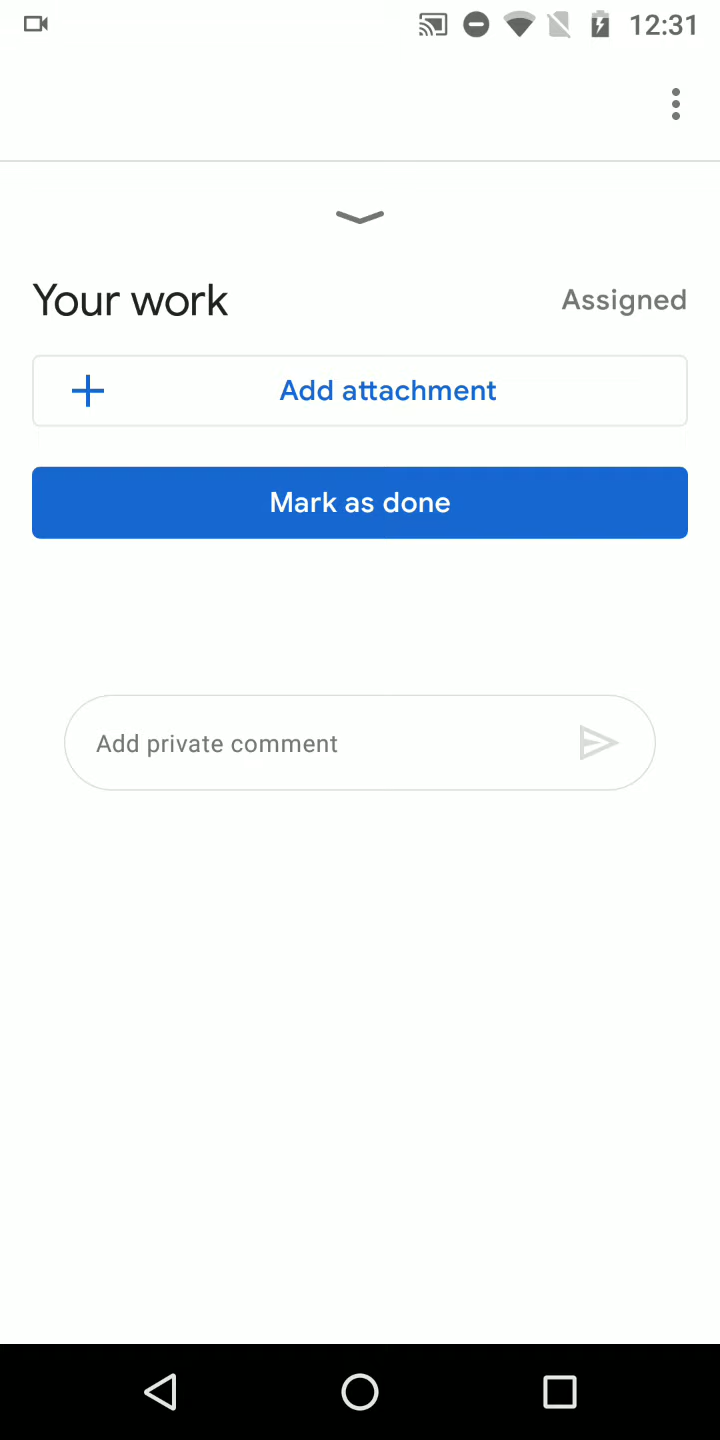 12:31
Your work
Assigned
Add attachment
Mark as done
Add private comment